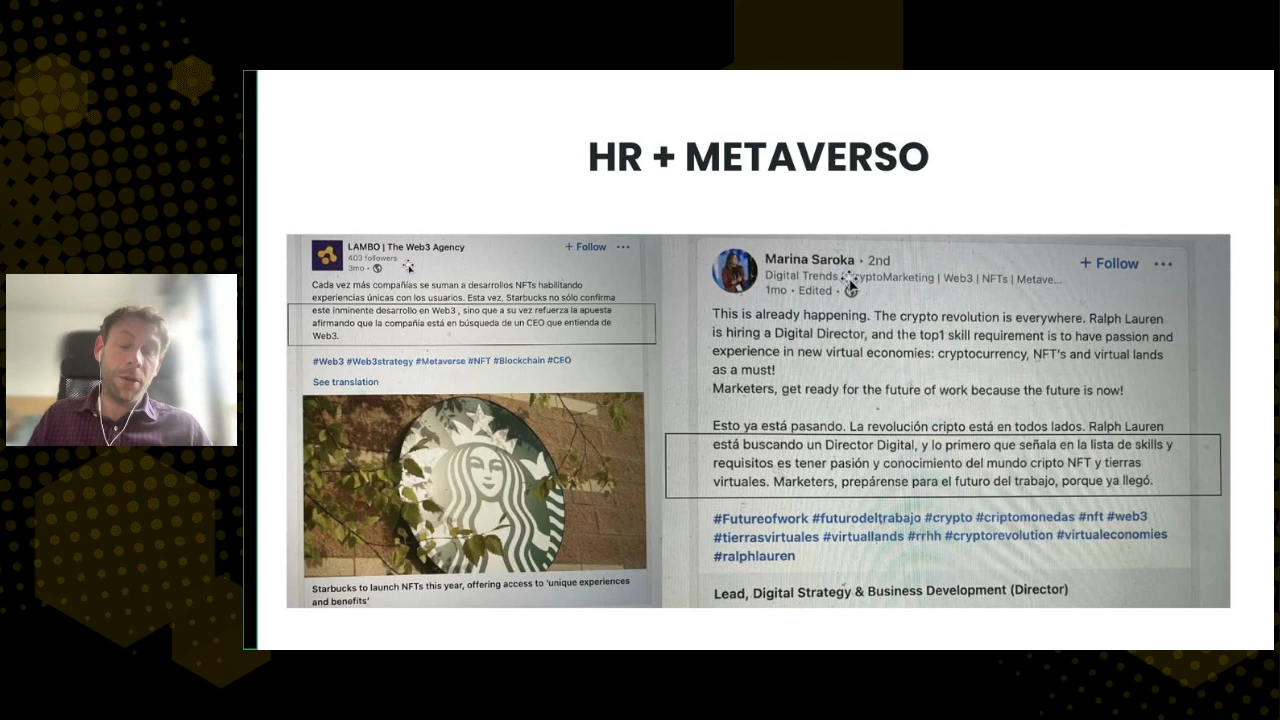 HR + METAVERSO
LAMBO | The Web3 Agency
+ Follow ...
403 followers
3mo •
Cada vez más compañías se suman a desarrollos NFTs habilitando
experiencias únicas con los usuarios. Esta vez, Starbucks no sólo confirma
este inminente desarrollo en Web3 , sino que a su vez refuerza la apuesta
afirmando que la compañia está en búsqueda de un CEO que entienda de
Web3.
#Web3 #Web3strategy #Metaverse #NFT #Blockchain #CEO
See translation
Starbucks to launch NFTs this year, offering access to 'unique experiences
and benefits'
Marina Saroka • 2nd
+ Follow ...
Digital Trends | CryptoMarketing | Web3 | NFTs | Metave...
1mo • Edited •
This is already happening. The crypto revolution is everywhere. Ralph Lauren
is hiring a Digital Director, and the top1 skill requirement is to have passion and
experience in new virtual economies: cryptocurrency, NFT's and virtual lands
as a must!
Marketers, get ready for the future of work because the future is now!
Esto ya está pasando. La revolución cripto está en todos lados. Ralph Lauren
está buscando un Director Digital, y lo primero que señala en la lista de skills y
requisitos es tener pasión y conocimiento del mundo cripto NFT y tierras
virtuales. Marketers, prepárense para el futuro del trabajo, porque ya llegó.
#Futureofwork #futurodeltrabajo #crypto #criptomonedas #nft #web3
#tierrasvirtuales #virtuallands #rrhh #cryptorevolution #virtualeconomies
#ralphlauren
Lead, Digital Strategy & Business Development (Director)